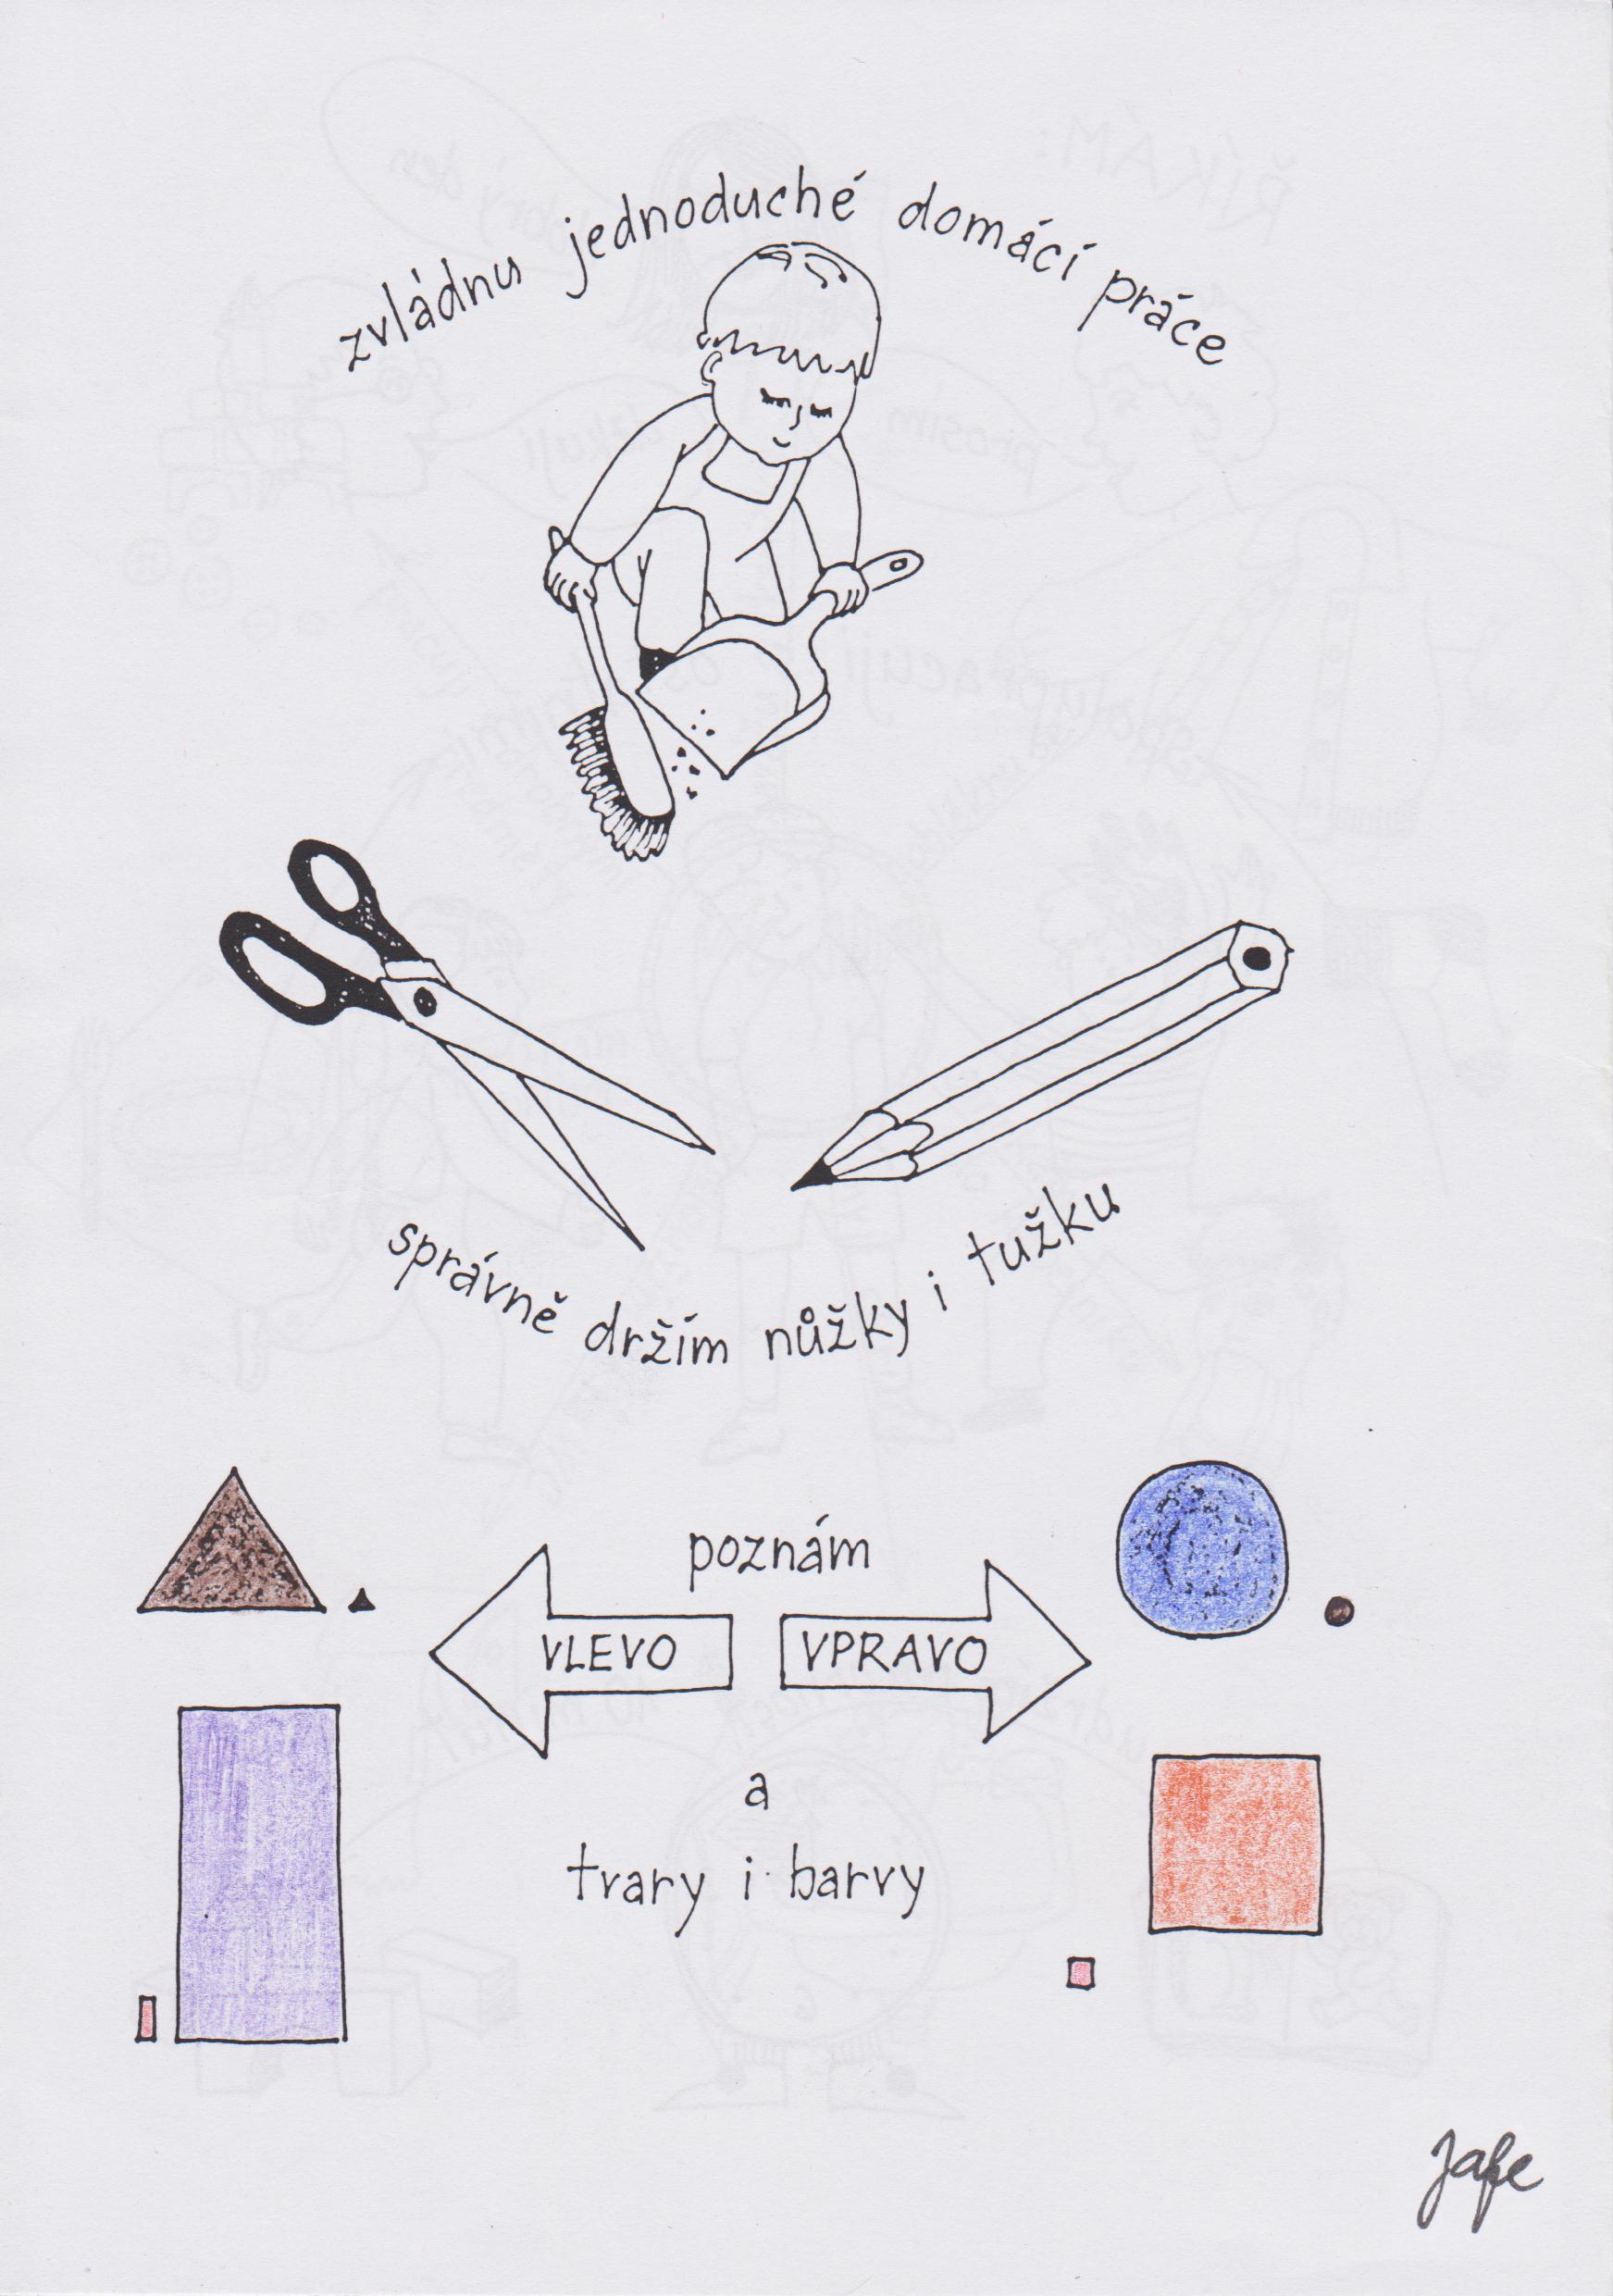 zvládnu jednoduché domácí práce
správně držím nůžky i tužku
poznám
VLEVO VPRAVO
a
tvary i barvy
Jafe